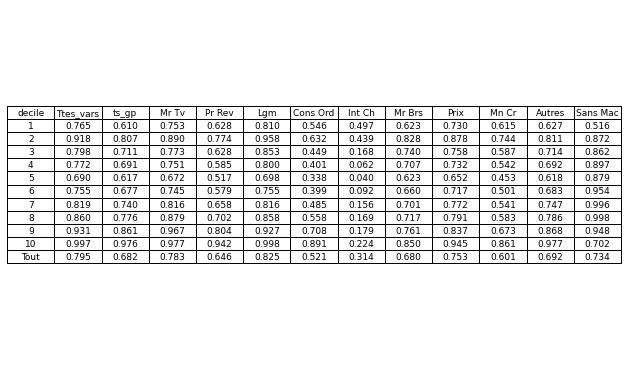 decile Ttes_vars ts_gp Mr Tv Pr Rev Lgm Cons Ord Int Ch Mr Brs Prix Mn Cr Autres Sans Mac
1 0.765 0.610 0.753 0.628 0.810 0.546 0.497 0.623 0.730 0.615 0.627 0.516
2 0.918 0.807 0.890 0.774 0.958 0.632 0.439 0.828 0.878 0.744 0.811 0.872
3 0.798 0.711 0.773 0.628 0.853 0.449 0.168 0.740 0.758 0.587 0.714 0.862
4 0.772 0.691 0.751 0.585 0.800 0.401 0.062 0.707 0.732 0.542 0.692 0.897
5 0.690 0.617 0.672 0.517 0.698 0.338 0.040 0.623 0.652 0.453 0.618 0.879
6 0.755 0.677 0.745 0.579 0.755 0.399 0.092 0.660 0.717 0.501 0.683 0.954
7 0.819 0.740 0.816 0.658 0.816 0.485 0.156 0.701 0.772 0.541 0.747 0.996
8 0.860 0.776 0.879 0.702 0.858 0.558 0.169 0.717 0.791 0.583 0.786 0.998
9 0.931 0.861 0.967 0.804 0.927 0.708 0.179 0.761 0.837 0.673 0.868 0.948
10 0.997 0.976 0.977 0.942 0.998 0.891 0.224 0.850 0.945 0.861 0.977 0.702
Tout 0.795 0.682 0.783 0.646 0.825 0.521 0.314 0.680 0.753 0.601 0.692 0.734